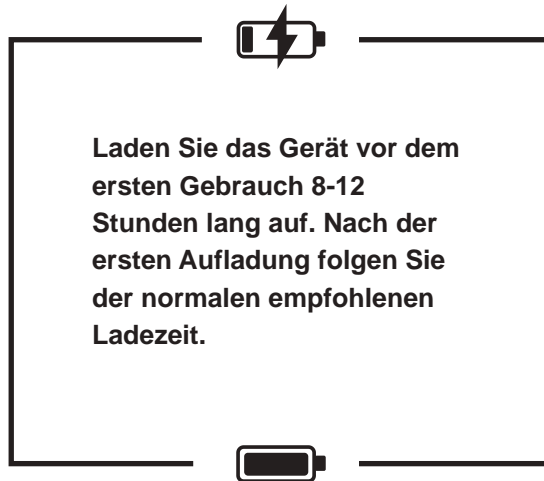 Laden Sie das Gerät vor dem
ersten Gebrauch 8-12
Stunden lang auf. Nach der
ersten Aufladung folgen Sie
der normalen empfohlenen
Ladezeit.